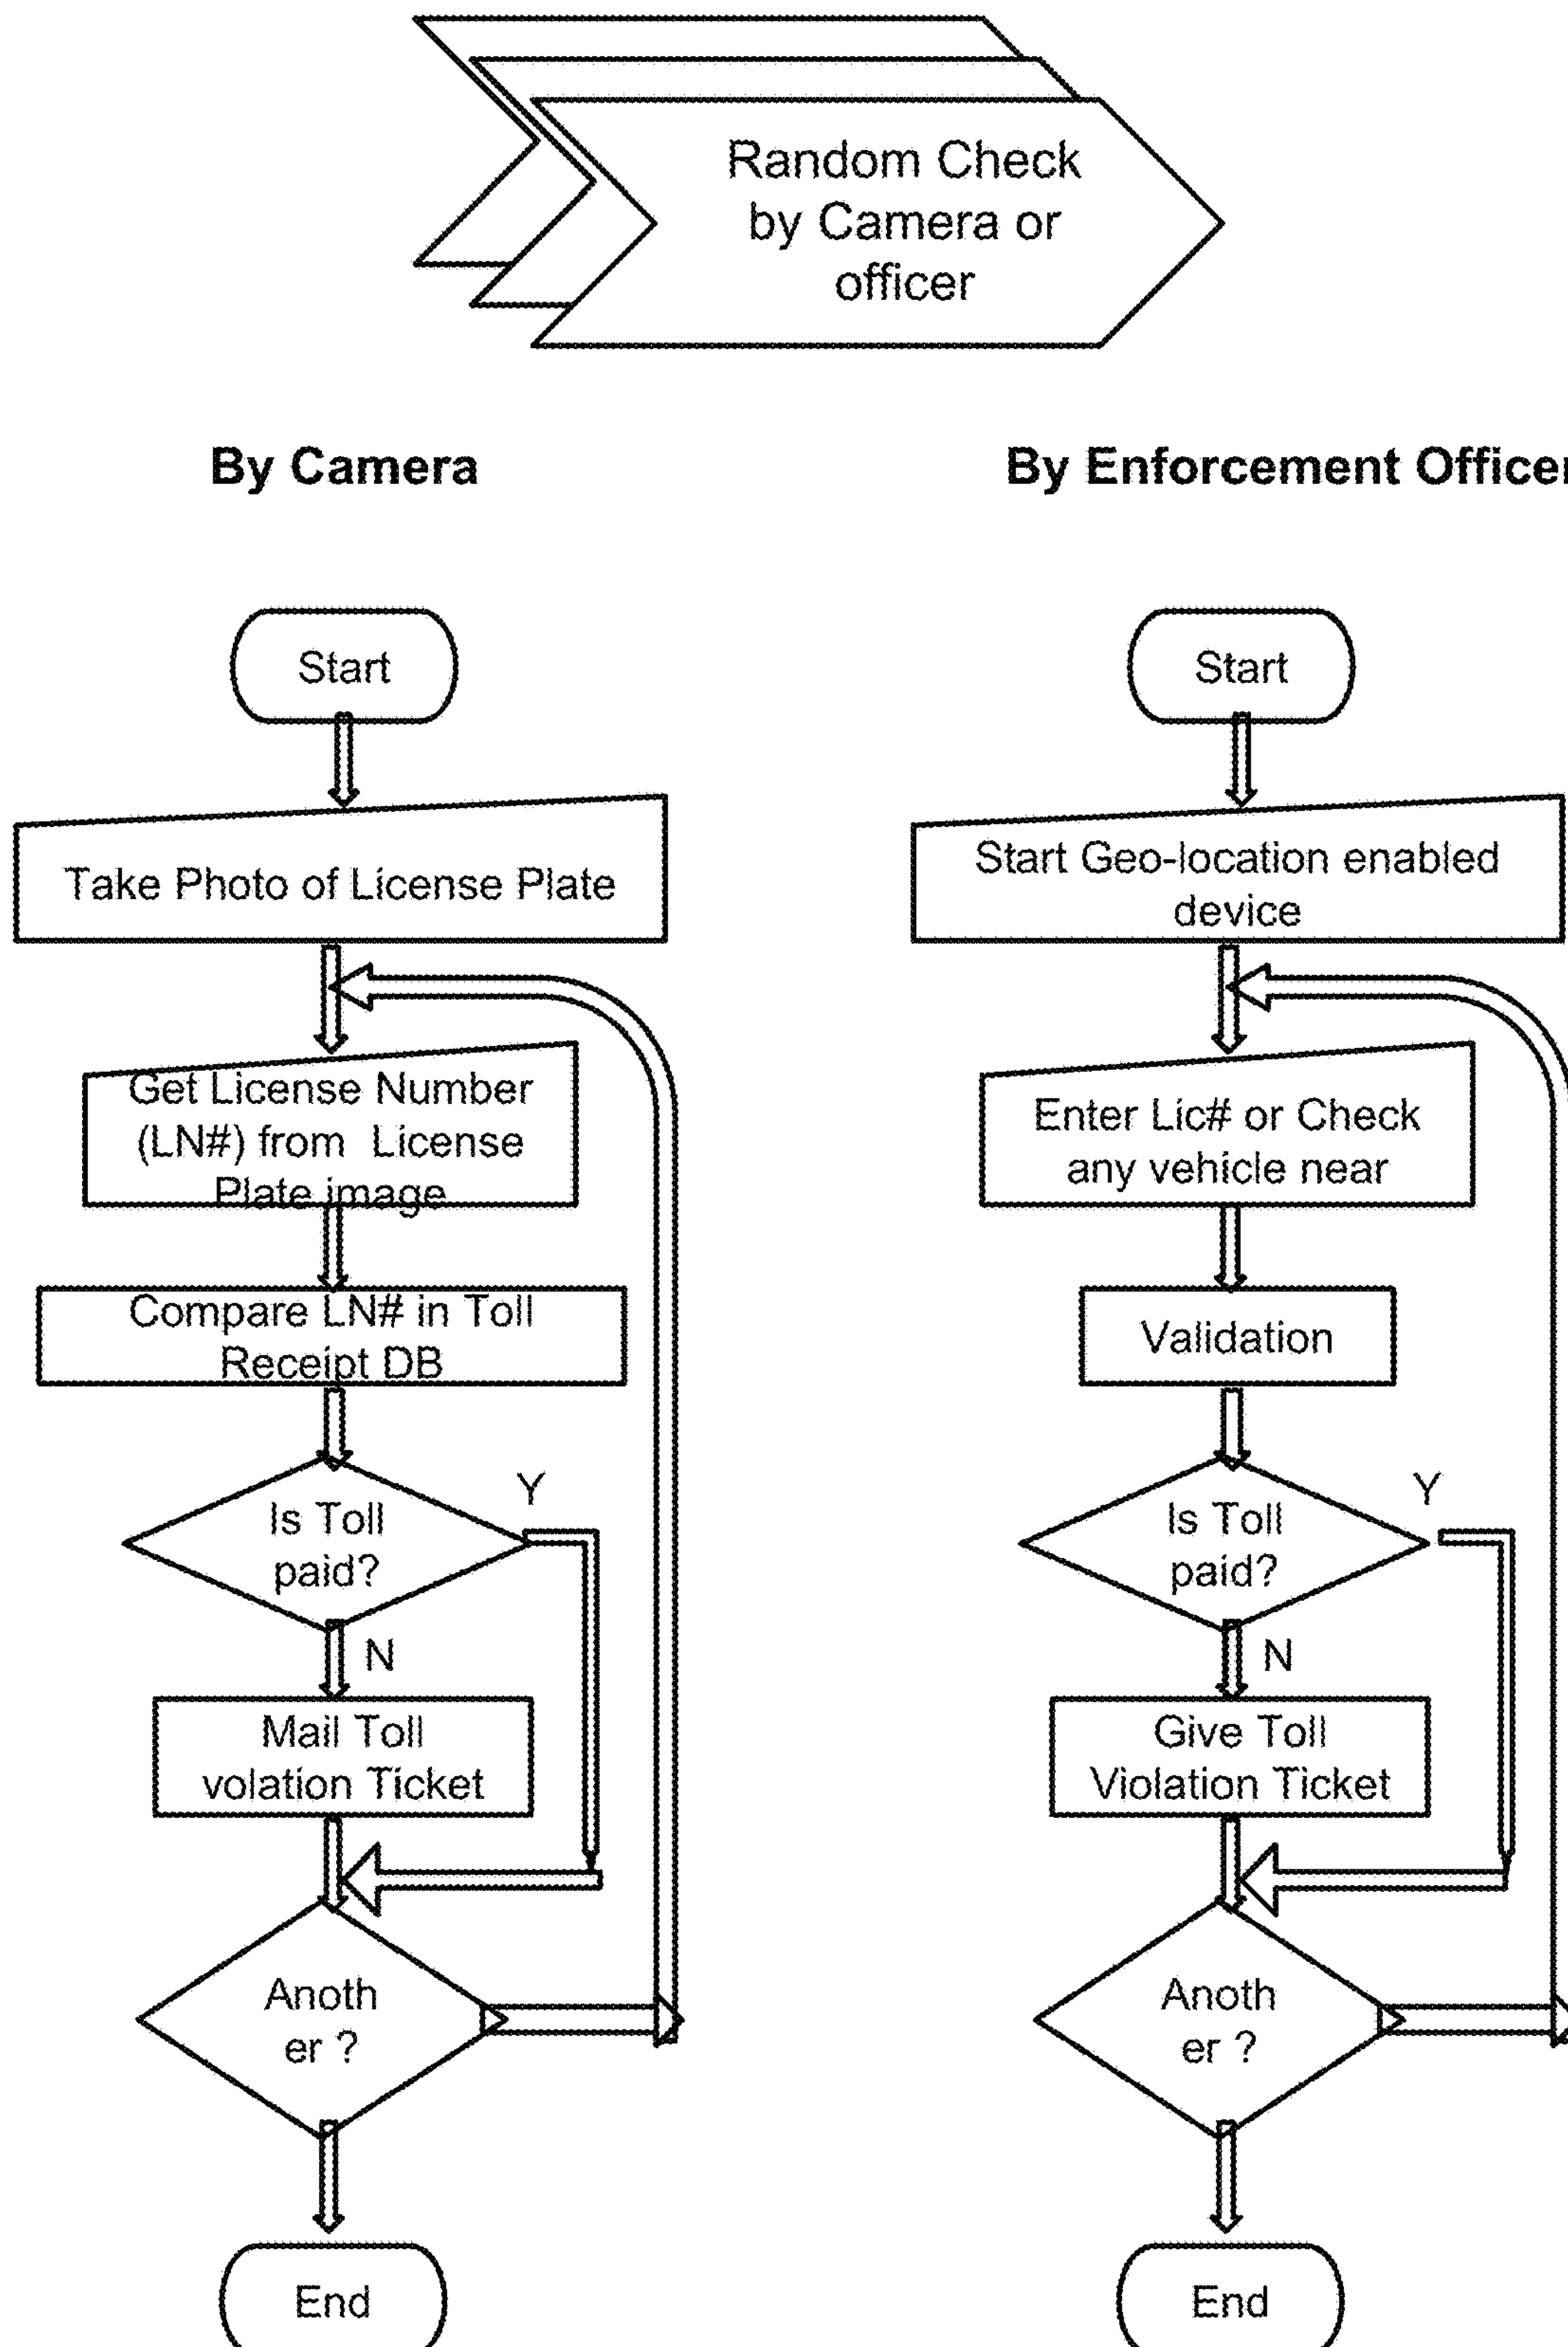 Random Check
by Camera or
officer
By Camera
Start
Take Photo of License Plate
Get License Number
(LN#) from License
Plate image
Compare LN# in Toll
Receipt DB
Is Toll
paid?
Y
N
Mail Toll
volation Ticket
Anoth
er ?
End
By Enforcement Officer
Start
Start Geo-location enabled
device
Enter Lic# or Check
any vehicle near
Validation
Is Toll
paid?
Y
N
Give Toll
Violation Ticket
Anoth
er ?
End